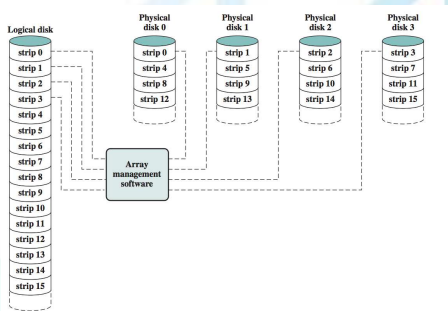 Logical disk
strip 0
strip 1
strip 2
strip 3
strip 4
strip 5
strip 6
strip 7
strip 8
strip 9
strip 10
strip 11
strip 12
strip 13
strip 14
strip 15
Physical
disk 0
strip 0
strip 4
strip 8
strip 12
Physical
disk 1
strip 1
strip 5
strip 9
strip 13
Physical
disk 2
strip 2
strip 6
strip 10
strip 14
Physical
disk 3
strip 3
strip 7
strip 11
strip 15
Array
management
software